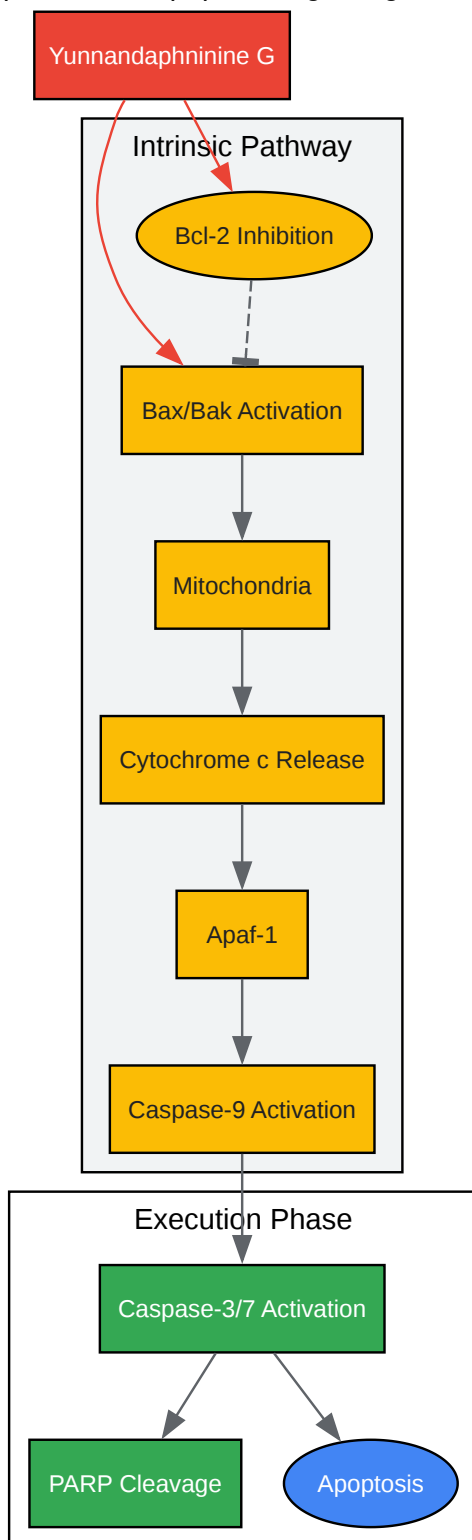 Yunnandaphninine G
Intrinsic Pathway
Bcl-2 Inhibition
Bax/Bak Activation
Mitochondria
Cytochrome c Release
Apaf-1
Caspase-9 Activation
Execution Phase
Caspase-3/7 Activation
PARP Cleavage
Apoptosis